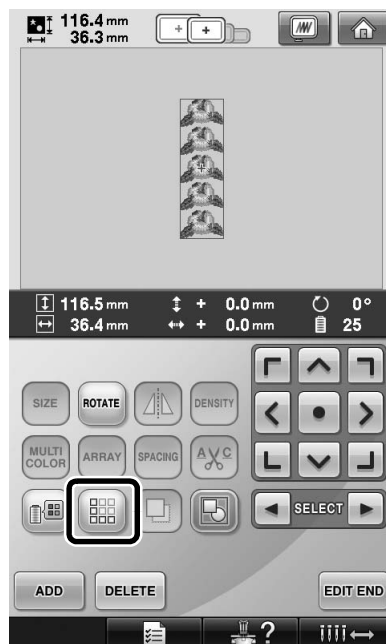 116.4 mm
36.3 mm
116.5 mm + 0.0 mm 0°
36.4 mm + 0.0 mm 25
SIZE ROTATE DENSITY
MULTI COLOR ARRAY SPACING A C
SELECT
ADD DELETE EDIT END
?